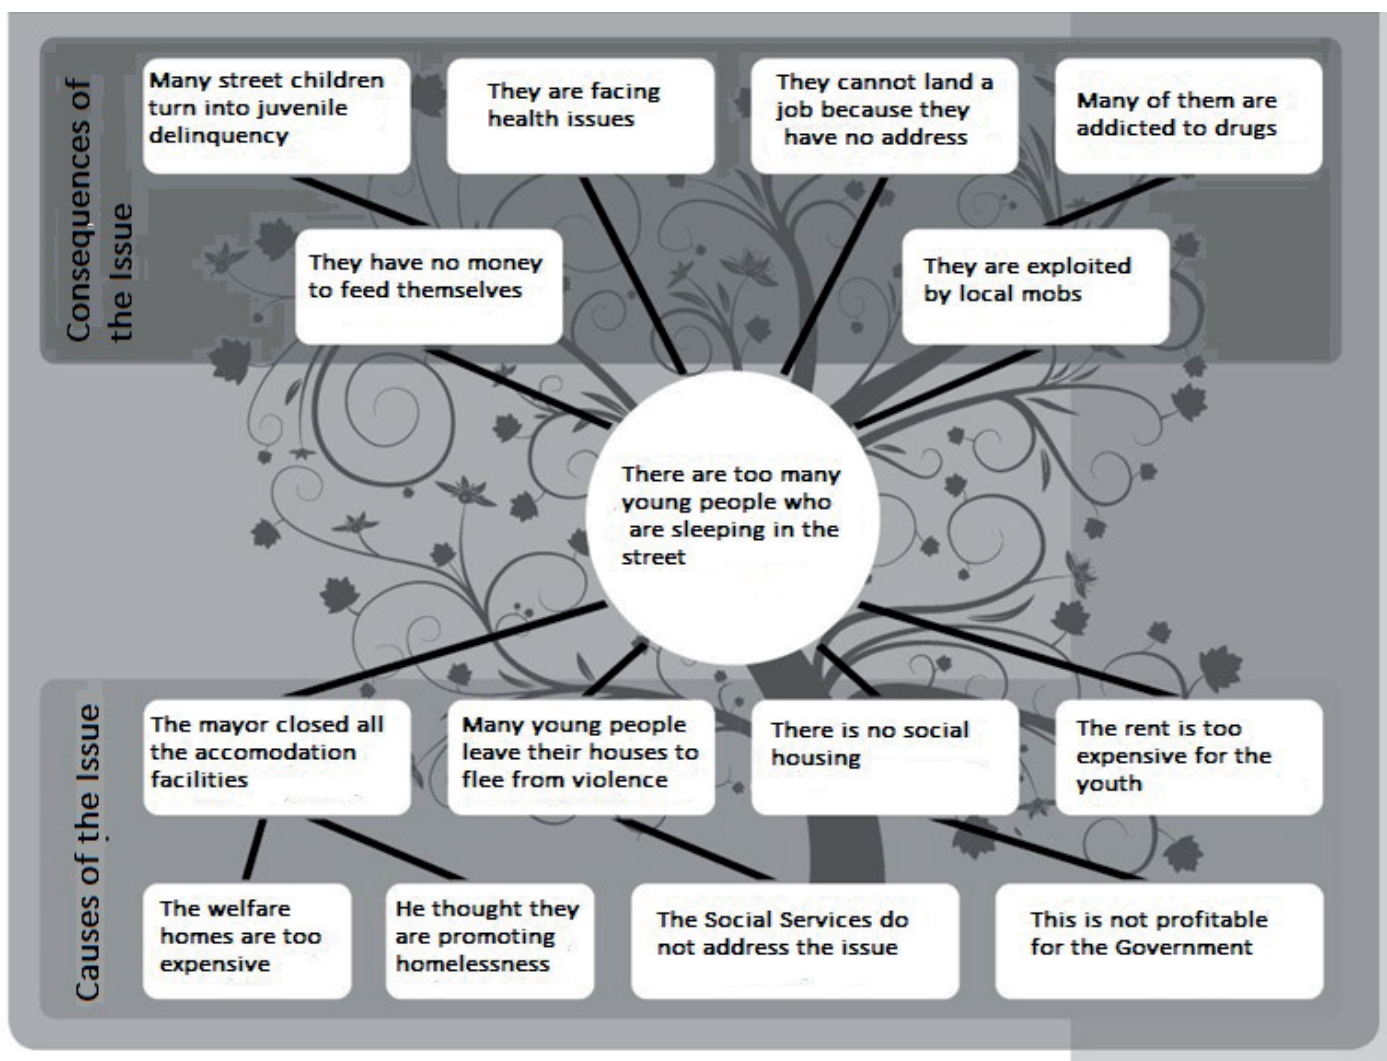 Consequences of
the Issue
Many street children
turn into juvenile
delinquency
They are facing
health issues
They cannot land a
job because they
have no address
Many of them are
addicted to drugs
They have no money
to feed themselves
They are exploited
by local mobs
There are too many
young people who
are sleeping in the
street
Causes of the Issue
The mayor closed all
the accomodation
facilities
Many young people
leave their houses to
flee from violence
There is no social
housing
The rent is too
expensive for the
youth
The welfare
homes are too
expensive
He thought they
are promoting
homelessness
The Social Services do
not address the issue
This is not profitable
for the Government